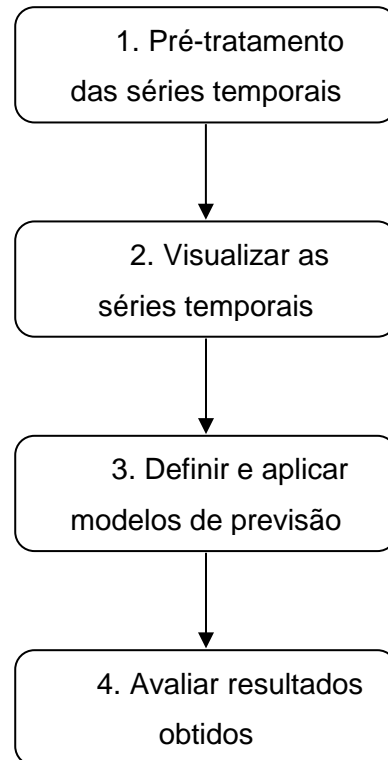 1. Pré-tratamento
das séries temporais
2. Visualizar as
séries temporais
3. Definir e aplicar
modelos de previsão
4. Avaliar resultados
obtidos